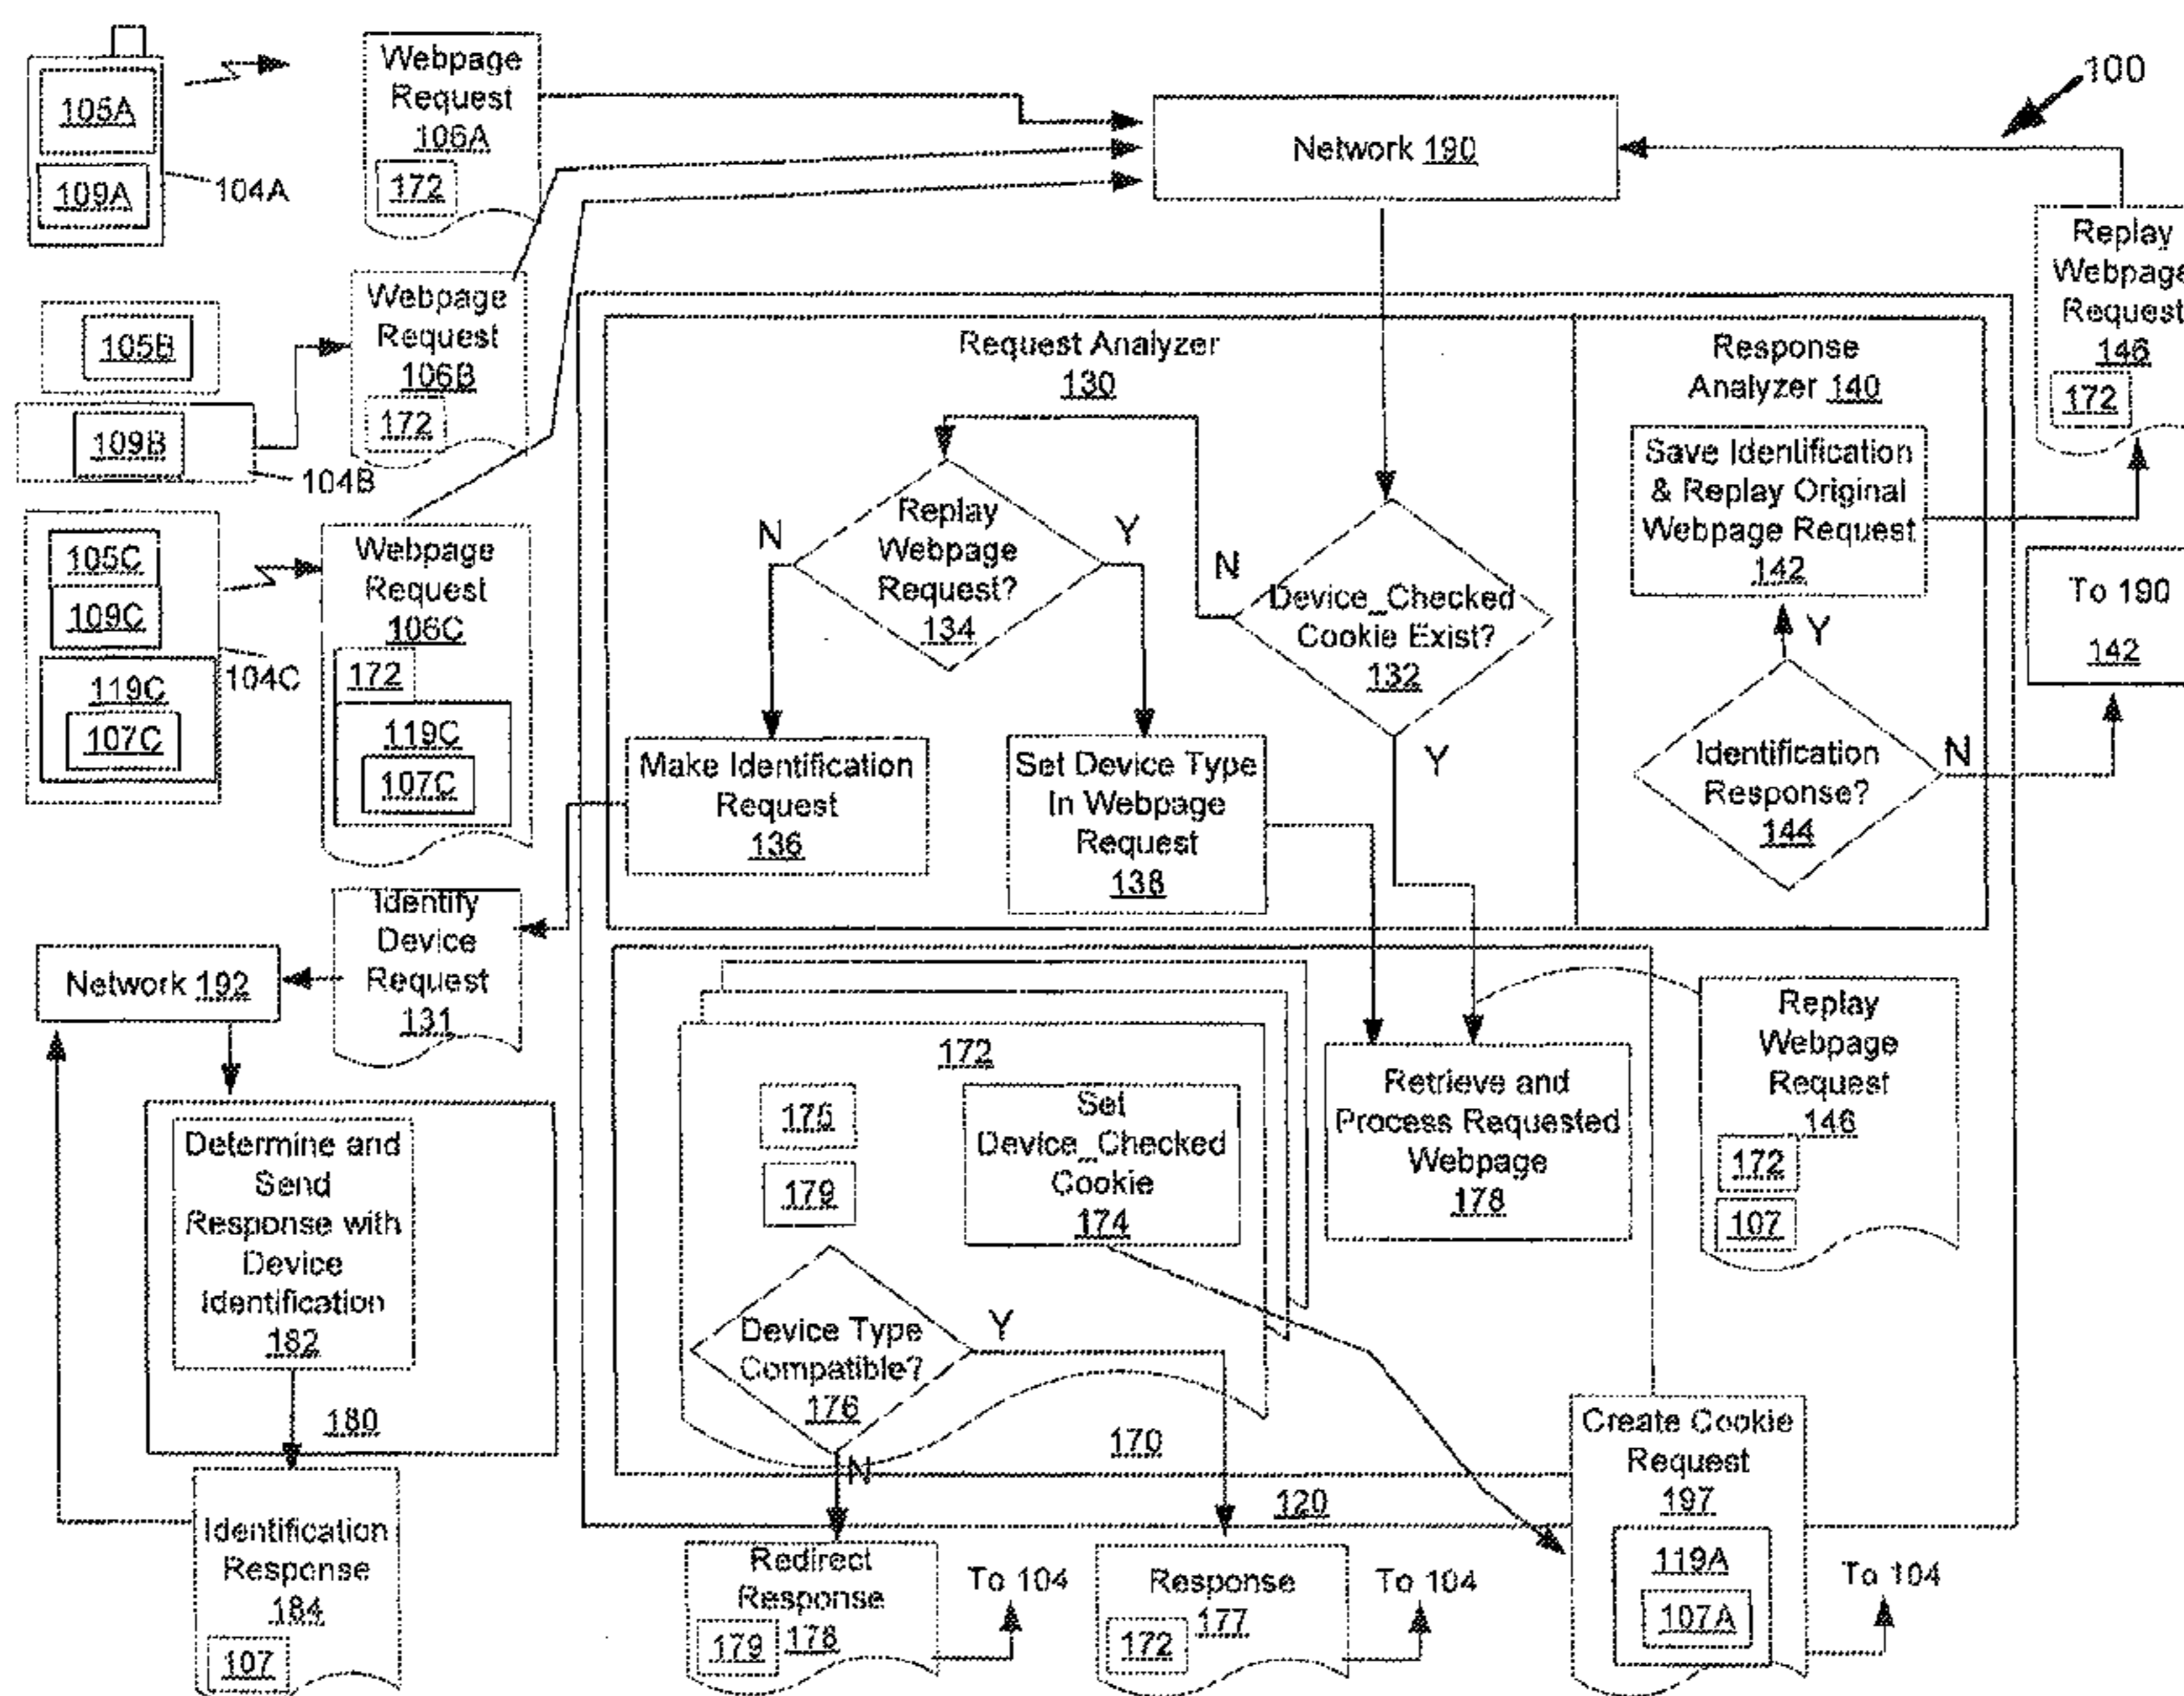 100
105A
109A
104A
Webpage
Request
106A
172
Network 190
Replay
Webpage
Request
146
172
105B
109B
104B
Webpage
Request
106B
172
105C
109C
119C
107C
104C
Webpage
Request
106C
172
119C
107C
Request Analyzer
130
Replay
Webpage
Request?
134
N
Y
Device_Checked
Cookie Exist?
132
N
Y
Make Identification
Request
136
Set Device Type
In Webpage
Request
138
Response
Analyzer 140
Save Identification
& Replay Original
Webpage Request
142
Y
Identification
Response?
144
N
To 190
142
Identify
Device
Request
131
Network 192
Determine and
Send
Response with
Device
Identification
182
180
Identification
Response
184
107
172
175
179
Set
Device_Checked
Cookie
174
Device Type
Compatible?
176
Y
N
Retrieve and
Process Requested
Webpage
178
Replay
Webpage
Request
146
172
107
170
120
Redirect
Response
178
179
To 104
Response
177
172
To 104
Create Cookie
Request
197
119A
107A
To 104